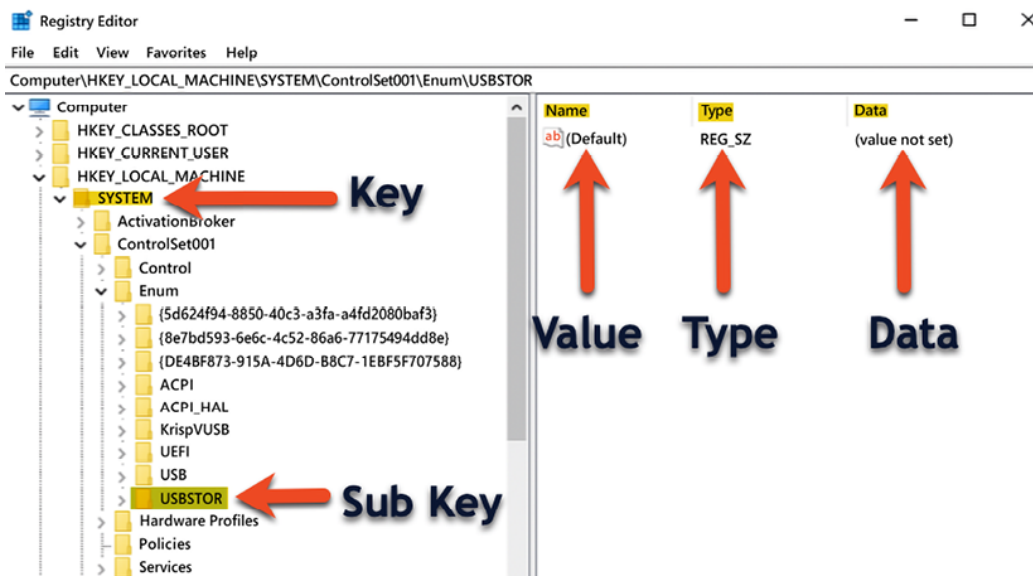 Registry Editor
File Edit View Favorites Help
Computer\HKEY_LOCAL_MACHINE\SYSTEM\ControlSet001\Enum\USBSTOR
Computer
HKEY_CLASSES_ROOT
HKEY_CURRENT_USER
HKEY_LOCAL_MACHINE
SYSTEM
Key
ActivationBroker
ControlSet001
Control
Enum
{5d624f94-8850-40c3-a3fa-a4fd2080baf3}
{8e7bd593-6e6c-4c52-86a6-77175494dd8e}
{DE4BF873-915A-4D6D-B8C7-1EBF5F707588}
ACPI
ACPI_HAL
KrispVUSB
UEFI
USB
USBSTOR
Sub Key
Hardware Profiles
Policies
Services
Name Type Data
ab (Default) REG_SZ (value not set)
Value Type Data